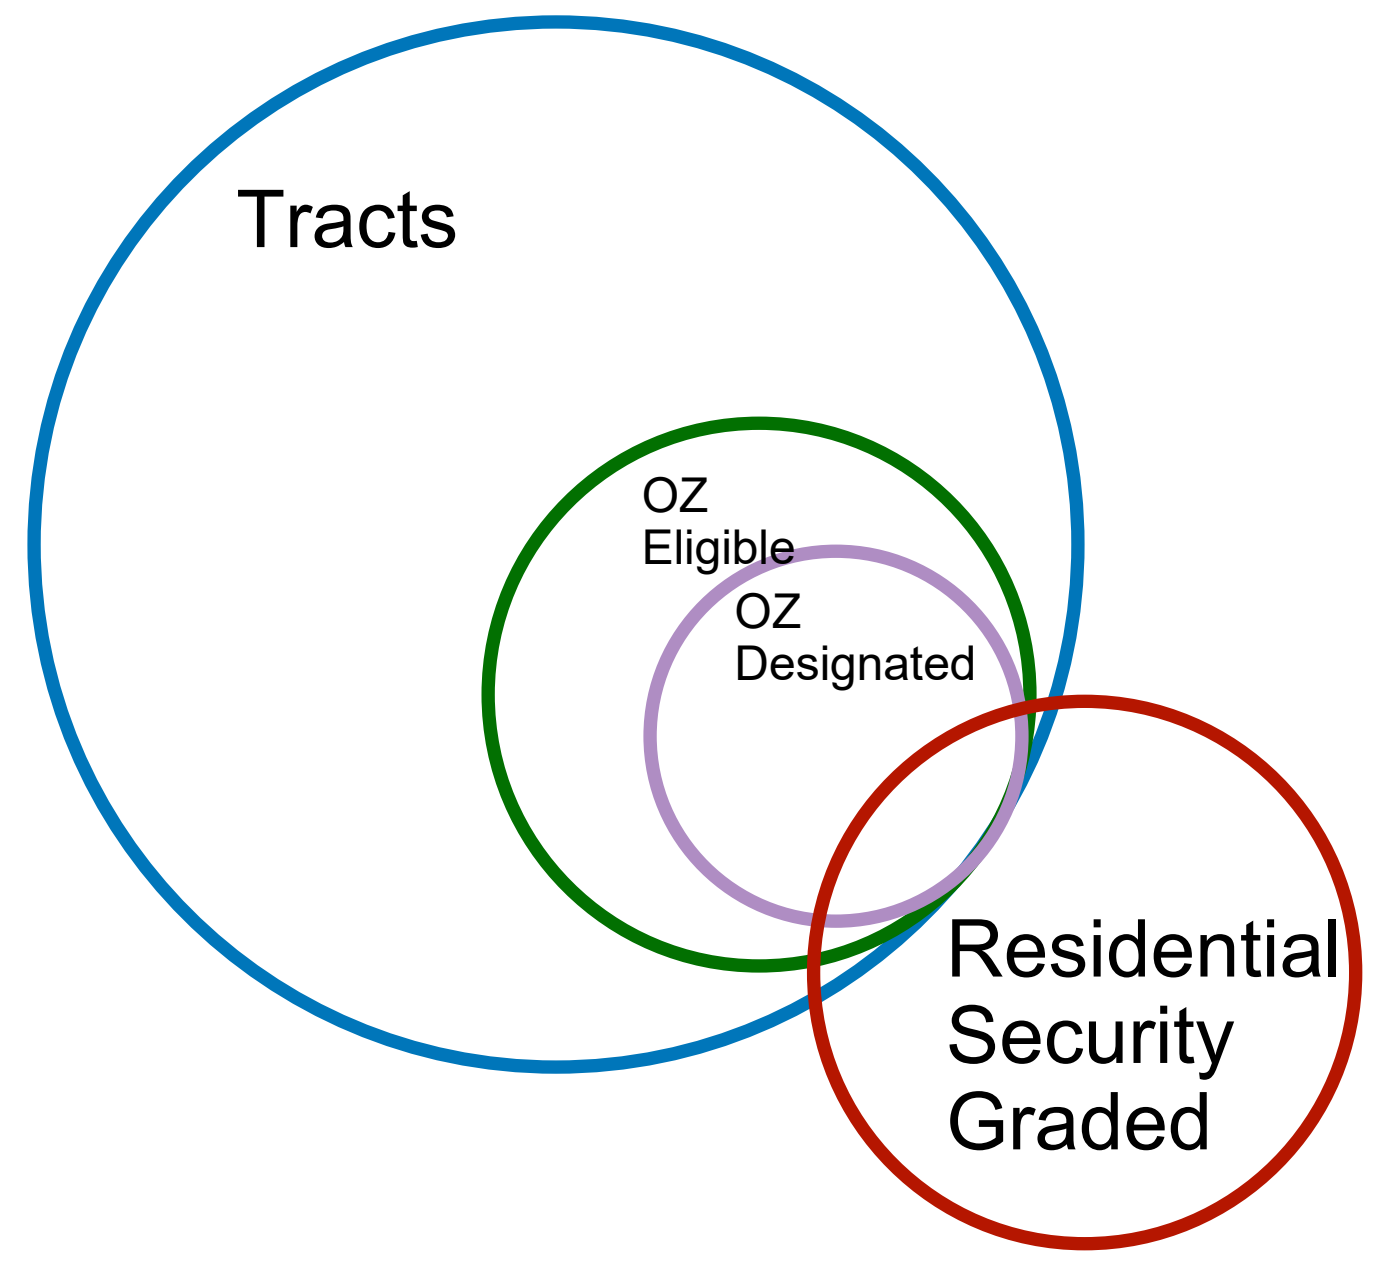 Tracts
OZ
Eligible
OZ
Designated
Residential
Security
Graded